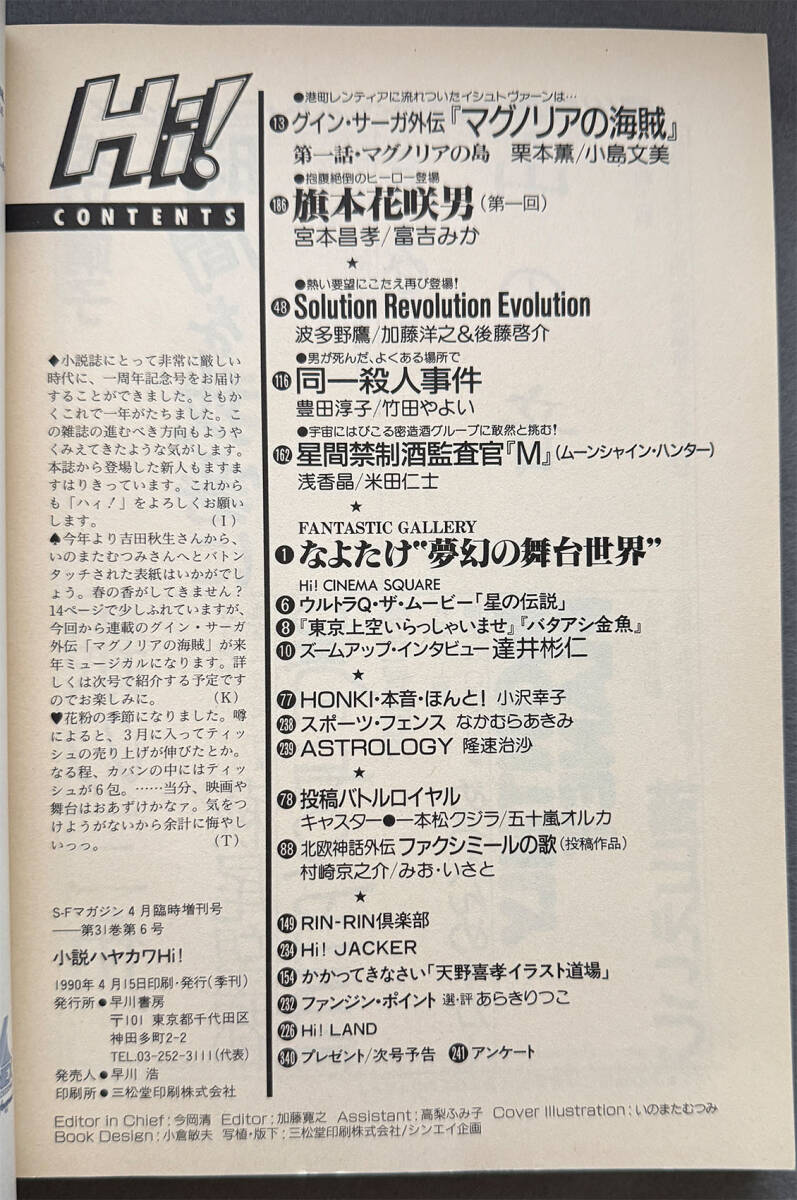 Hi!
CONTENTS
●港町レンティアに流れついたイシュトヴァーンは…
13 グイン・サーガ外伝『マグノリアの海賊』
第一話・マグノリアの島 栗本薫/小島文美
●抱腹絶倒のヒーロー登場
186 旗本花咲男(第一回)
宮本昌孝/富吉みか
★
●熱い要望にこたえ再び登場!
48 Solution Revolution Evolution
波多野鷹/加藤洋之&後藤啓介
●男が死んだ、よくある場所で
116 同一殺人事件
豊田淳子/竹田やよい
●宇宙にはびこる密造酒グループに敢然と挑む!
162 星間禁制酒監査官『M』(ムーンシャイン・ハンター)
浅香晶/米田仁士
★
FANTASTIC GALLERY
1 なよたけ“夢幻の舞台世界”
Hi! CINEMA SQUARE
6 ウルトラQ・ザ・ムービー「星の伝説」
8 『東京上空いらっしゃいませ』『バタアシ金魚』
10 ズームアップ・インタビュー 達井彬仁
★
77 HONKI・本音・ほんと! 小沢幸子
238 スポーツ・フェンス なかむらあきみ
239 ASTROLOGY 隆速治沙
★
78 投稿バトルロイヤル
キャスター●一本松クジラ/五十嵐オルカ
88 北欧神話外伝 ファクシミールの歌(投稿作品)
村崎京之介/みお・いさと
★
149 RIN-RIN倶楽部
234 Hi! JACKER
154 かかってきなさい「天野喜孝イラスト道場」
232 ファンジン・ポイント 選・評 あらきりつこ
226 Hi! LAND
340 プレゼント/次号予告 241 アンケート
◆小説誌にとって非常に厳しい
時代に、一周年記念号をお届け
することができました。ともか
くこれで一年がたちました。こ
の雑誌の進むべき方向もようや
くみえてきたような気がします。
本誌から登場した新人もますま
すはりきっています。これから
も「ハィ!」をよろしくお願い
します。 (I)
♠今年より吉田秋生さんから、
いのまたむつみさんへとバトン
タッチされた表紙はいかがでし
ょう。春の香がしてきません?
14ページで少しふれていますが、
今回から連載のグイン・サーガ
外伝「マグノリアの海賊」が来
年ミュージカルになります。詳し
くは次号で紹介する予定です
のでお楽しみに。 (K)
♥花粉の季節になりました。噂
によると、3月に入ってティッ
シュの売り上げが伸びたとか。
なる程、カバンの中にはティッ
シュが6包。……当分、映画や
舞台はおあずけかなァ。気をつ
けようがないから余計に悔やし
いっっ。 (T)
S-Fマガジン4月臨時増刊号
——第31巻第6号
小説ハヤカワHi!
1990年4月15日印刷・発行(季刊)
発行所●早川書房
〒101 東京都千代田区
神田多町2-2
TEL.03-252-3111(代表)
発売人●早川 浩
印刷所●三松堂印刷株式会社
Editor in Chief:今岡清 Editor:加藤寛之 Assistant:高梨ふみ子 Cover Illustration:いのまたむつみ
Book Design:小倉敏夫 写植・版下:三松堂印刷株式会社/シンエイ企画